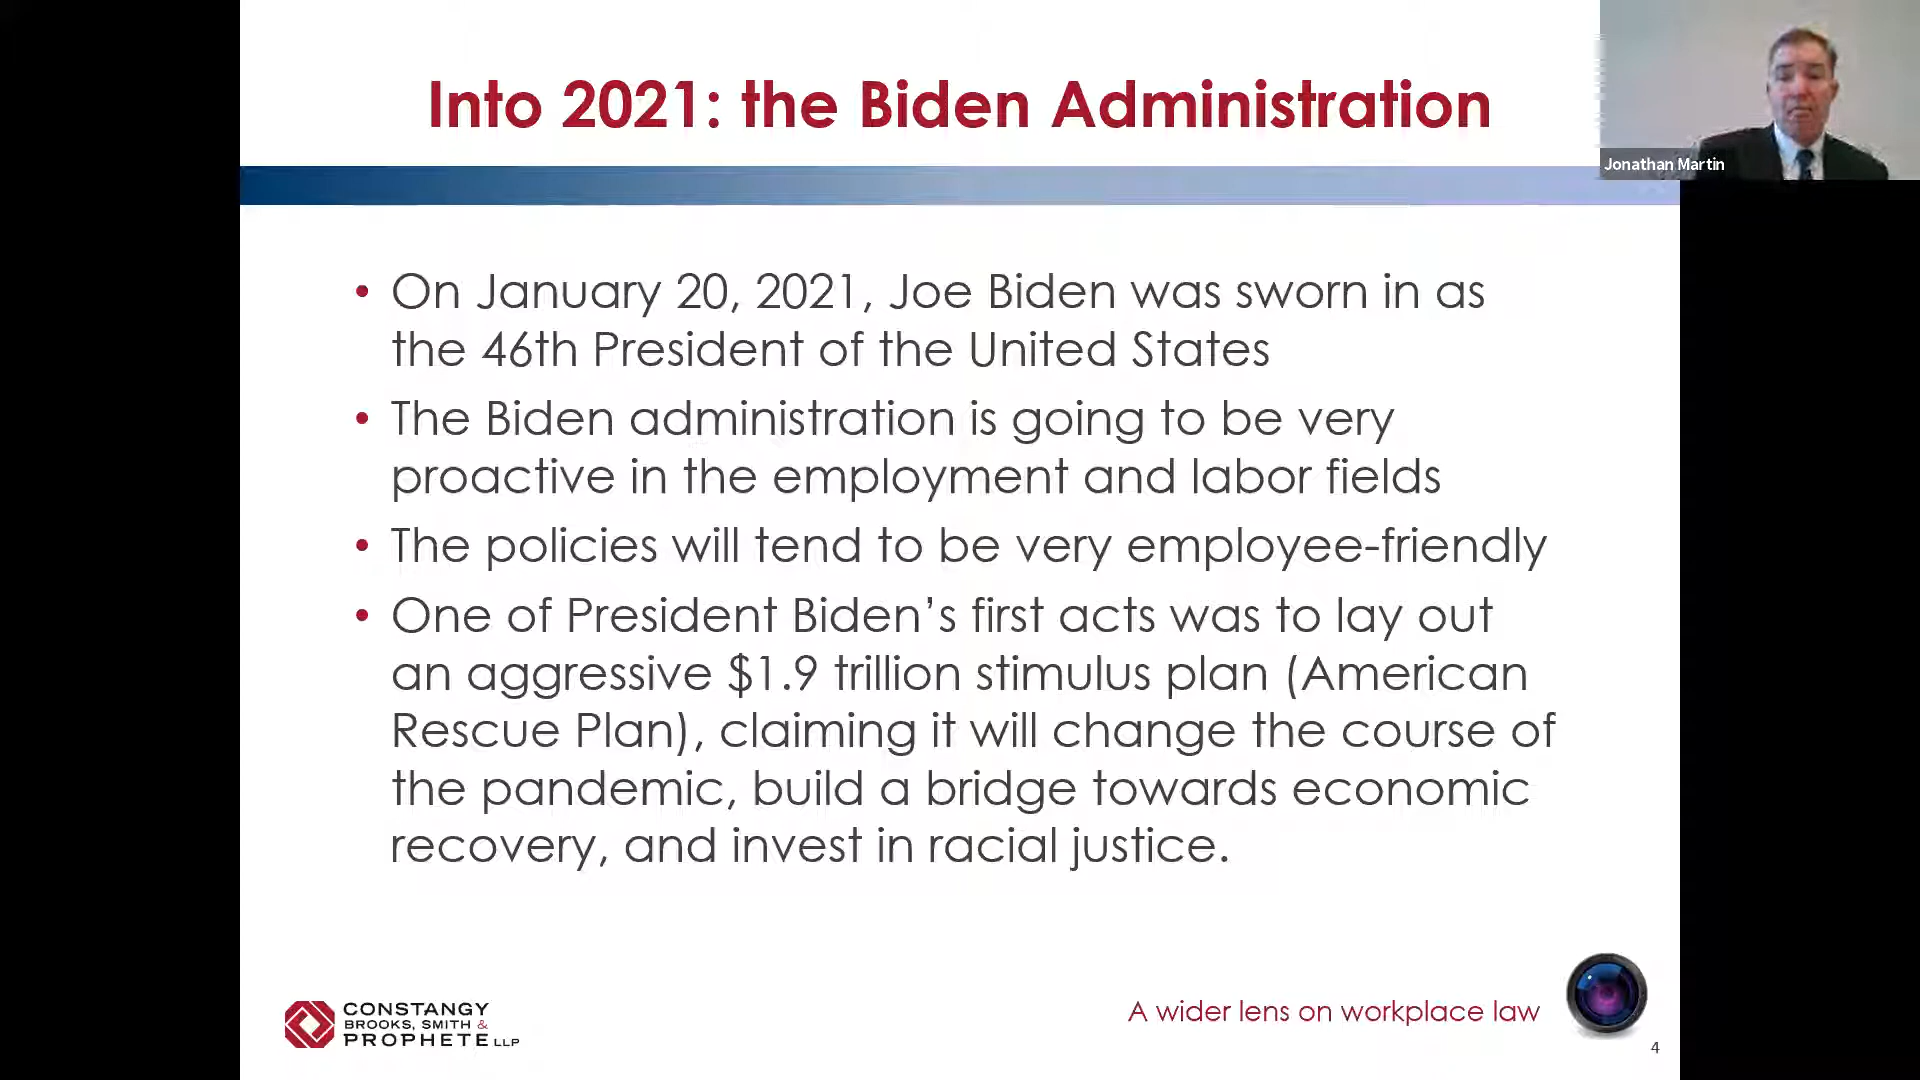 Into 2021: the Biden Administration
Jonathan Martin
• On January 20, 2021, Joe Biden was sworn in as
the 46th President of the United States
• The Biden administration is going to be very
proactive in the employment and labor fields
• The policies will tend to be very employee-friendly
• One of President Biden’s first acts was to lay out
an aggressive $1.9 trillion stimulus plan (American
Rescue Plan), claiming it will change the course of
the pandemic, build a bridge towards economic
recovery, and invest in racial justice.
CONSTANGY
BROOKS, SMITH &
PROPHETE LLP
A wider lens on workplace law
4